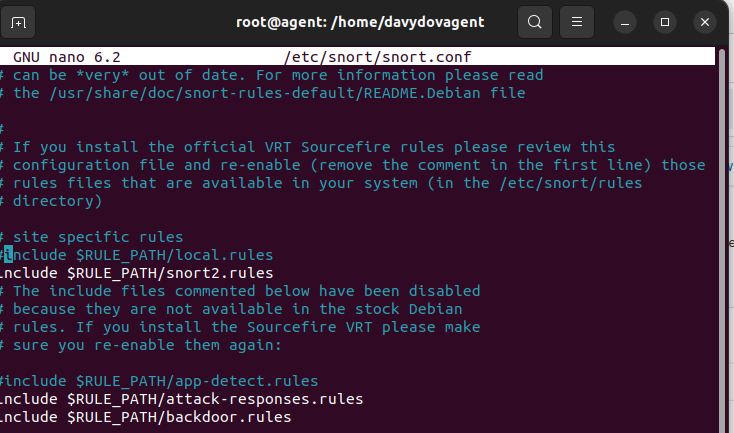 root@agent: /home/davydovagent
GNU nano 6.2 /etc/snort/snort.conf
# can be *very* out of date. For more information please read
# the /usr/share/doc/snort-rules-default/README.Debian file
#
# If you install the official VRT Sourcefire rules please review this
# configuration file and re-enable (remove the comment in the first line) those
# rules files that are available in your system (in the /etc/snort/rules
# directory)
# site specific rules
#include $RULE_PATH/local.rules
include $RULE_PATH/snort2.rules
# The include files commented below have been disabled
# because they are not available in the stock Debian
# rules. If you install the Sourcefire VRT please make
# sure you re-enable them again:
#include $RULE_PATH/app-detect.rules
include $RULE_PATH/attack-responses.rules
include $RULE_PATH/backdoor.rules